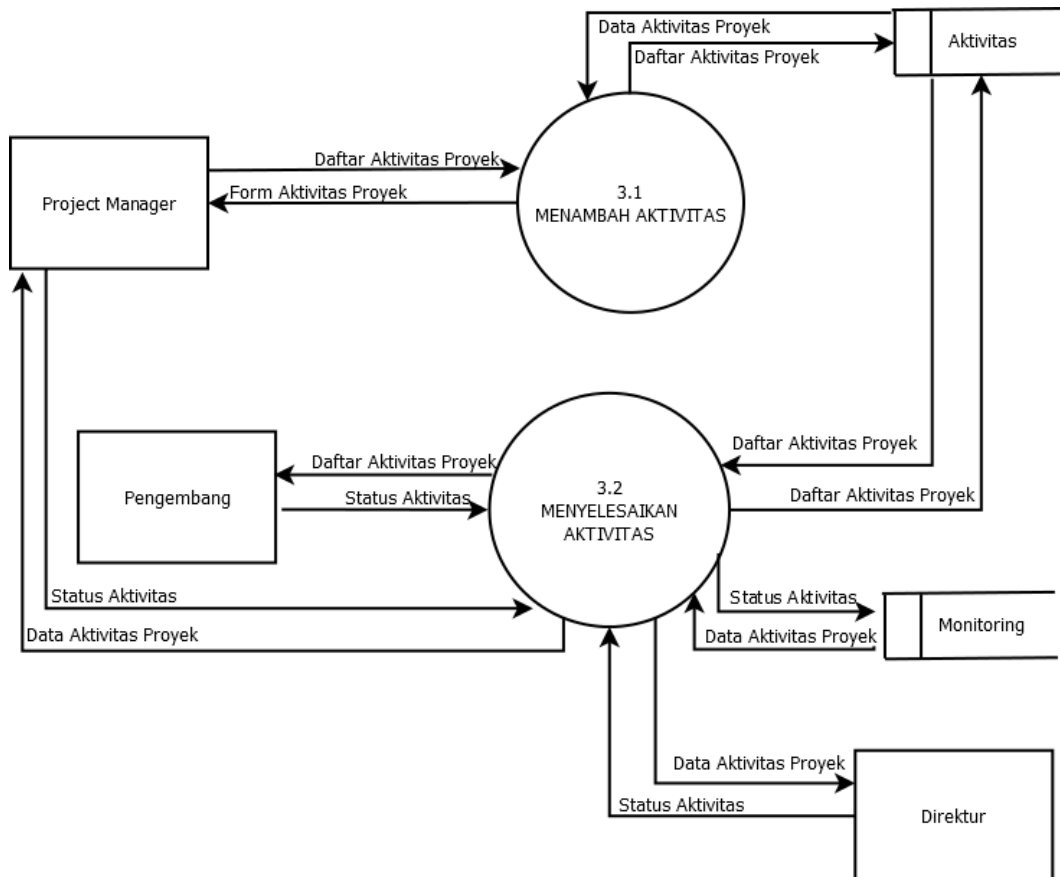 Data Aktivitas Proyek
Aktivitas
Daftar Aktivitas Proyek
Daftar Aktivitas Proyek
Form Aktivitas Proyek
Project Manager
3.1
MENAMBAH AKTIVITAS
Daftar Aktivitas Proyek
Daftar Aktivitas Proyek
Status Aktivitas
Pengembang
3.2
MENYELESAIKAN
AKTIVITAS
Daftar Aktivitas Proyek
Status Aktivitas
Data Aktivitas Proyek
Status Aktivitas
Data Aktivitas Proyek
Monitoring
Data Aktivitas Proyek
Status Aktivitas
Direktur